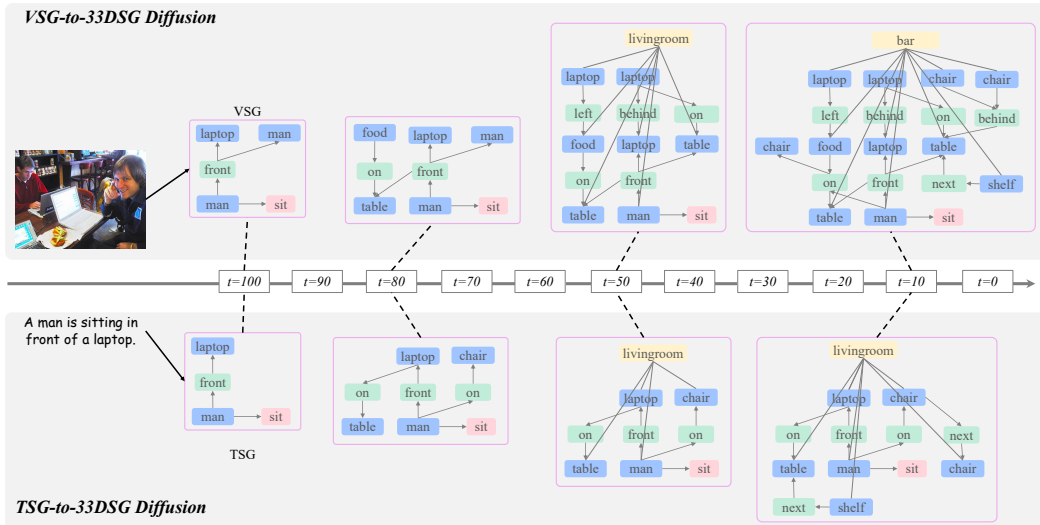 VSG-to-33DSG Diffusion
VSG
laptop man
front
man sit
food laptop man
on front
table man sit
livingroom
laptop laptop
left behind on
food laptop table
on front
table man sit
bar
laptop laptop chair chair
left behind on behind
chair food laptop table
on front next shelf
table man sit
t=100 t=90 t=80 t=70 t=60 t=50 t=40 t=30 t=20 t=10 t=0
A man is sitting in
front of a laptop.
laptop
front
man sit
TSG
laptop chair
on front on
table man sit
livingroom
laptop chair
on front on
table man sit
livingroom
laptop chair
on front on next
table man sit chair
next shelf
TSG-to-33DSG Diffusion